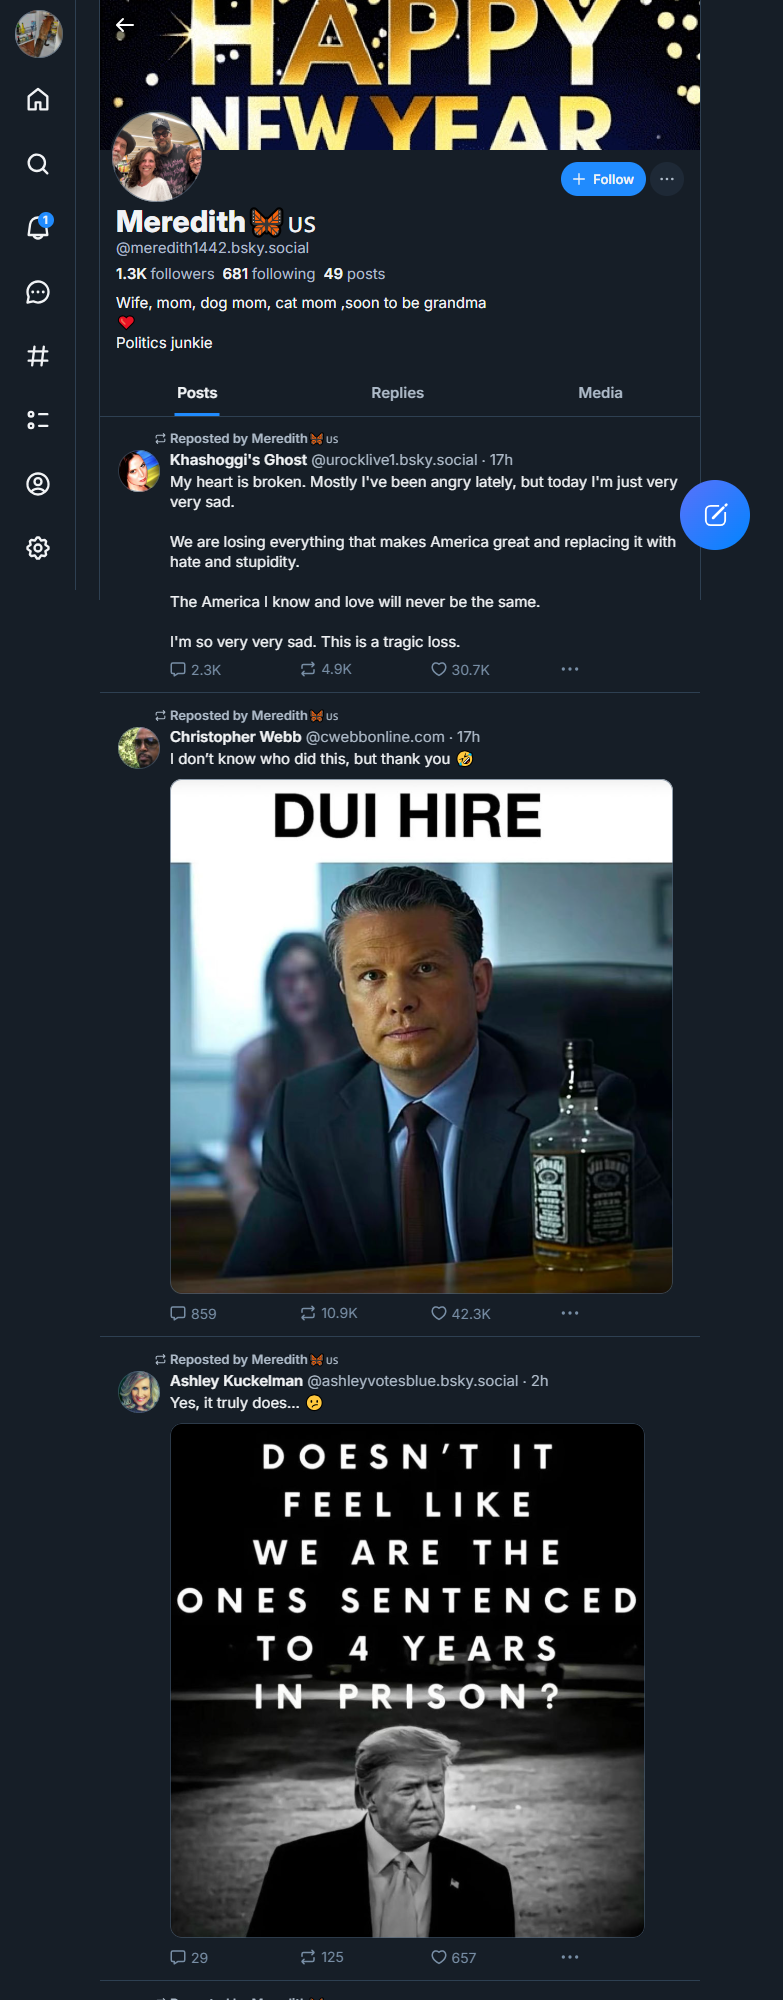 HAPPY
NEW YEAR
+ Follow
1
Meredith🦋US
@meredith1442.bsky.social
1.3K followers 681 following 49 posts
Wife, mom, dog mom, cat mom ,soon to be grandma
❤️
Politics junkie
Posts Replies Media
Reposted by Meredith🦋US
Khashoggi's Ghost @urocklive1.bsky.social · 17h
My heart is broken. Mostly I've been angry lately, but today I'm just very
very sad.
We are losing everything that makes America great and replacing it with
hate and stupidity.
The America I know and love will never be the same.
I'm so very very sad. This is a tragic loss.
2.3K 4.9K 30.7K
Reposted by Meredith🦋US
Christopher Webb @cwebbonline.com · 17h
I don’t know who did this, but thank you 🤣
DUI HIRE
859 10.9K 42.3K
Reposted by Meredith🦋US
Ashley Kuckelman @ashleyvotesblue.bsky.social · 2h
Yes, it truly does... 🫤
DOESN'T IT
FEEL LIKE
WE ARE THE
ONES SENTENCED
TO 4 YEARS
IN PRISON?
29 125 657